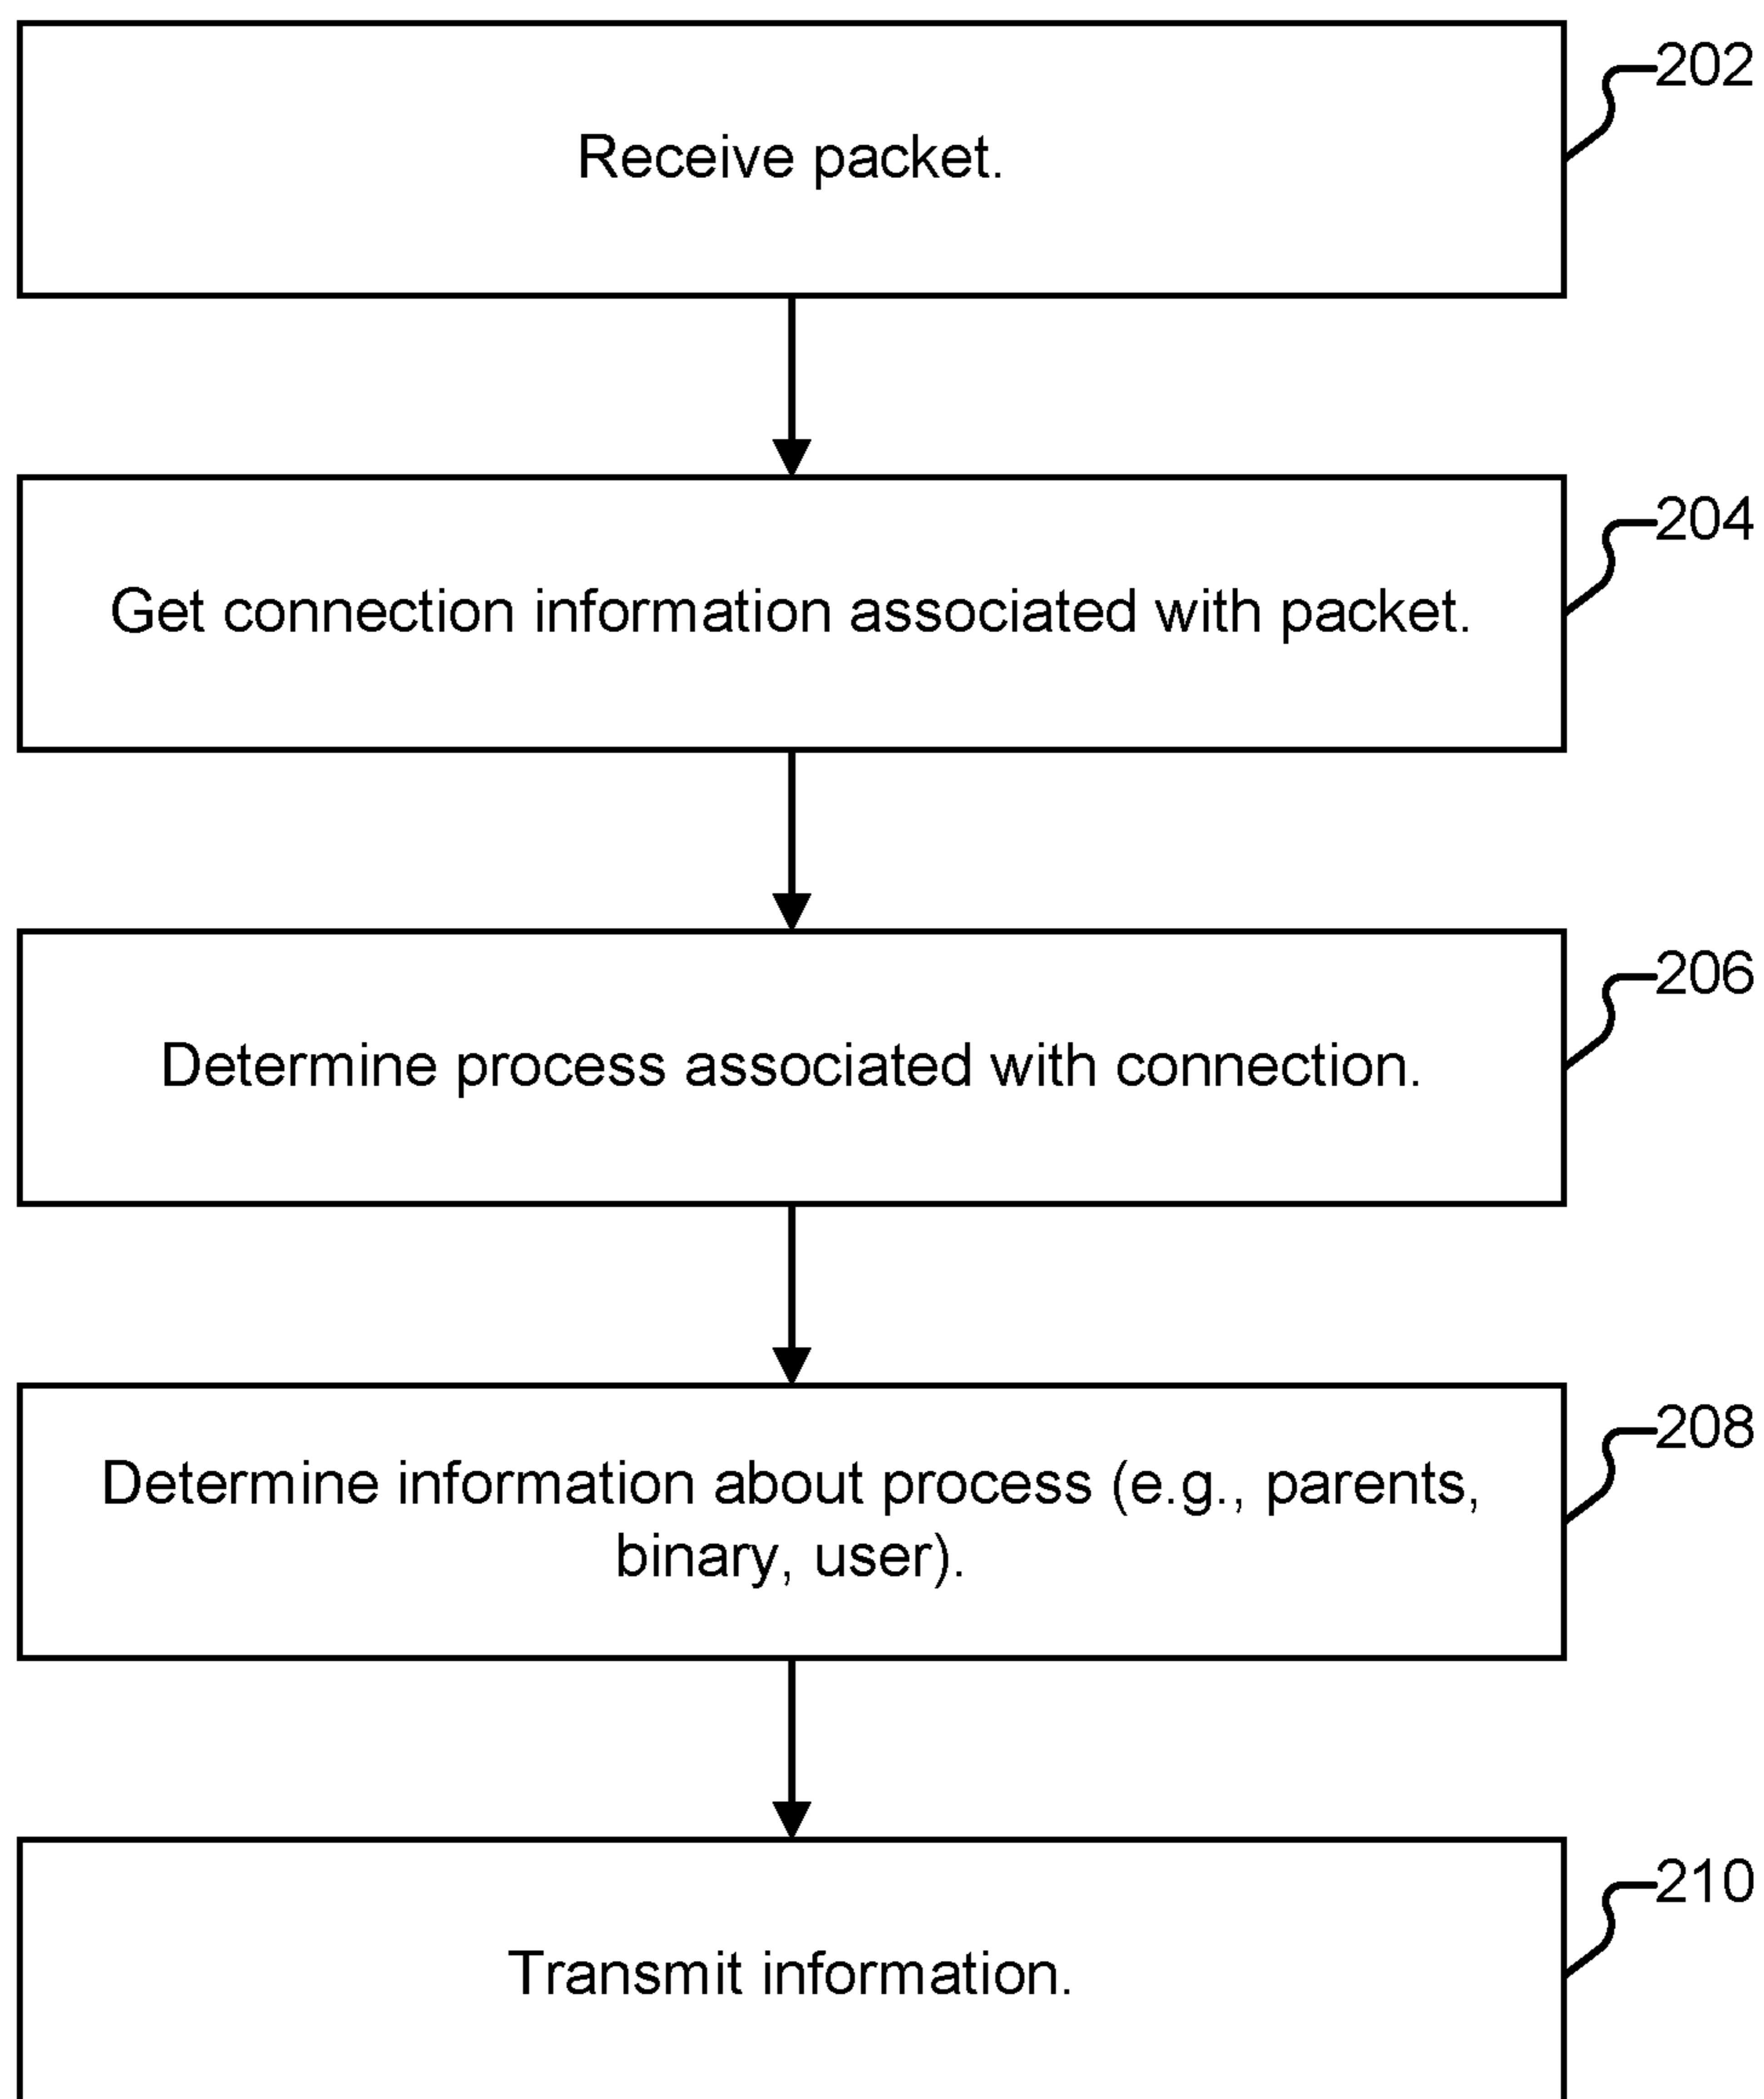 202
Receive packet.
204
Get connection information associated with packet.
206
Determine process associated with connection.
208
Determine information about process (e.g., parents,
binary, user).
210
Transmit information.